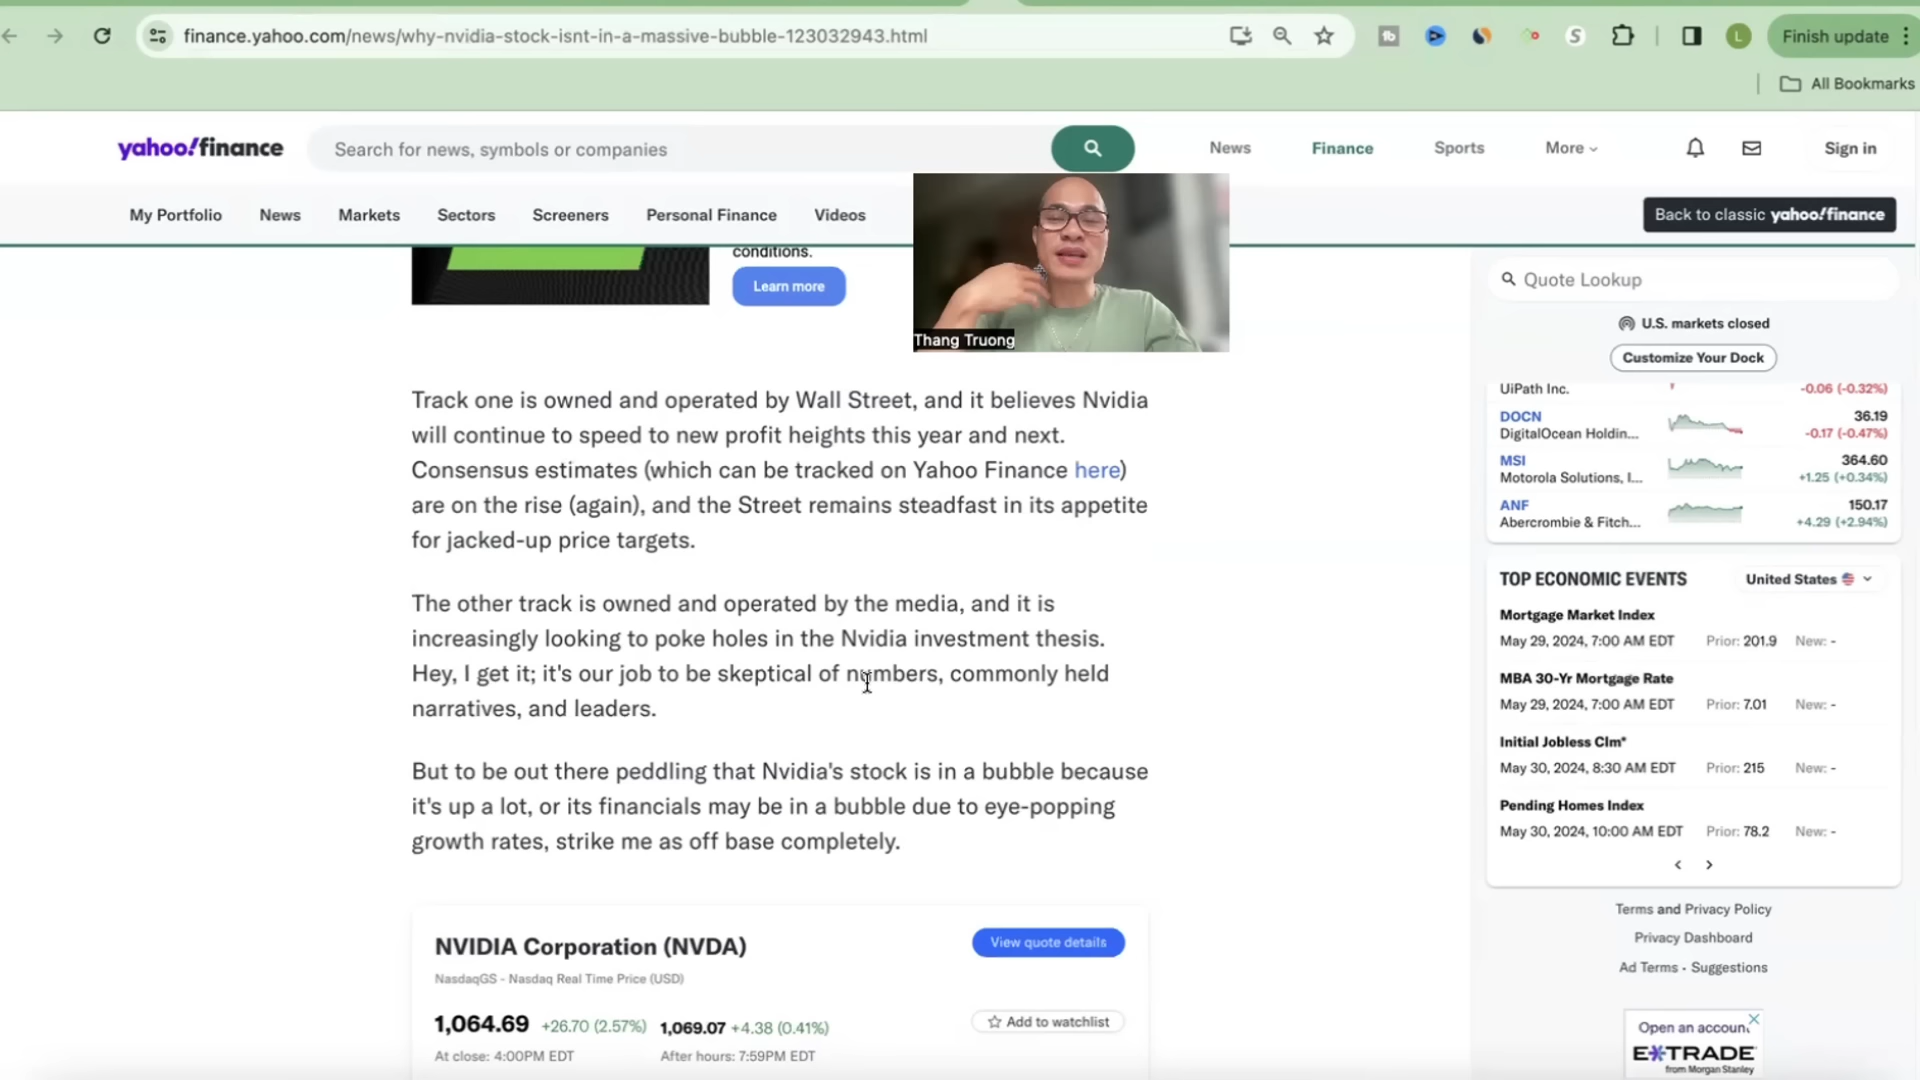 finance.yahoo.com/news/why-nvidia-stock-isnt-in-a-massive-bubble-123032943.html
Finish update
All Bookmarks
yahoo!finance
Search for news, symbols or companies
News Finance Sports More
Sign in
My Portfolio News Markets Sectors Screeners Personal Finance Videos
Back to classic yahoo!finance
conditions.
Learn more
Thang Truong
Track one is owned and operated by Wall Street, and it believes Nvidia
will continue to speed to new profit heights this year and next.
Consensus estimates (which can be tracked on Yahoo Finance here)
are on the rise (again), and the Street remains steadfast in its appetite
for jacked-up price targets.
The other track is owned and operated by the media, and it is
increasingly looking to poke holes in the Nvidia investment thesis.
Hey, I get it; it's our job to be skeptical of numbers, commonly held
narratives, and leaders.
But to be out there peddling that Nvidia's stock is in a bubble because
it's up a lot, or its financials may be in a bubble due to eye-popping
growth rates, strike me as off base completely.
NVIDIA Corporation (NVDA)
View quote details
NasdaqGS - Nasdaq Real Time Price (USD)
1,064.69 +26.70 (2.57%) 1,069.07 +4.38 (0.41%)
Add to watchlist
At close: 4:00PM EDT After hours: 7:59PM EDT
Quote Lookup
U.S. markets closed
Customize Your Dock
UiPath Inc. -0.06 (-0.32%)
DOCN 36.19
DigitalOcean Holdin... -0.17 (-0.47%)
MSI 364.60
Motorola Solutions, I... +1.25 (+0.34%)
ANF 150.17
Abercrombie & Fitch... +4.29 (+2.94%)
TOP ECONOMIC EVENTS United States
Mortgage Market Index
May 29, 2024, 7:00 AM EDT Prior: 201.9 New: -
MBA 30-Yr Mortgage Rate
May 29, 2024, 7:00 AM EDT Prior: 7.01 New: -
Initial Jobless Clm*
May 30, 2024, 8:30 AM EDT Prior: 215 New: -
Pending Homes Index
May 30, 2024, 10:00 AM EDT Prior: 78.2 New: -
Terms and Privacy Policy
Privacy Dashboard
Ad Terms - Suggestions
Open an account
E*TRADE
from Morgan Stanley